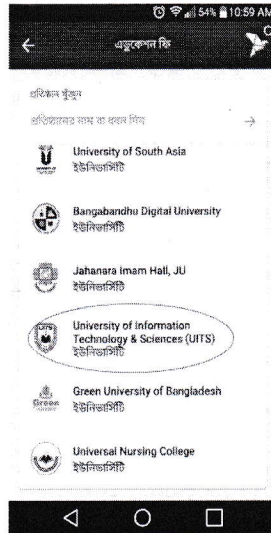 54% 10:59 AM
এডুকেশন ফি
প্রতিষ্ঠান খুঁজুন
প্রতিষ্ঠানের নাম বা ধরন দিন
University of South Asia
ইউনিভার্সিটি
Bangabandhu Digital University
ইউনিভার্সিটি
Jahanara Imam Hall, JU
ইউনিভার্সিটি
University of Information
Technology & Sciences (UITS)
ইউনিভার্সিটি
Green University of Bangladesh
ইউনিভার্সিটি
Green
Universal Nursing College
ইউনিভার্সিটি